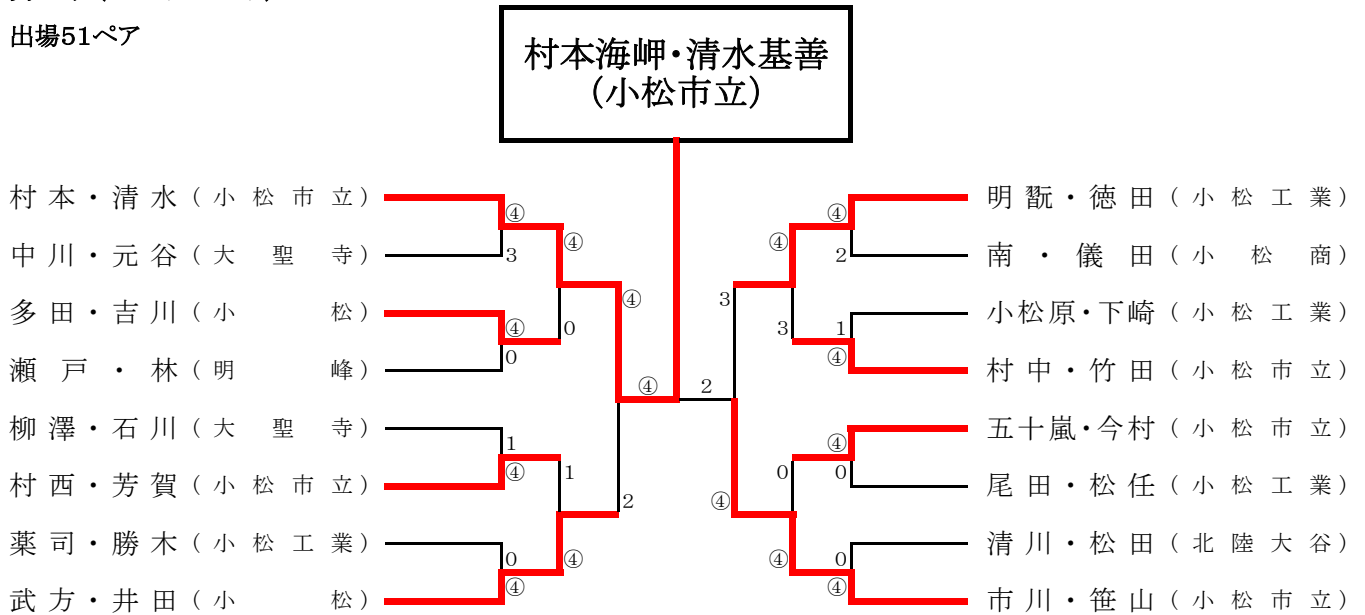 出場51ペア
村本海岬・清水基善
(小松市立)
村本・清水(小松市立)
④
中川・元谷(大聖寺)
3
④
多田・吉川(小松)
④
0
瀬戸・林(明峰)
0
④
柳澤・石川(大聖寺)
1
村西・芳賀(小松市立)
④
1
薬司・勝木(小松工業)
0
武方・井田(小松)
④
④
2
④
2
明翫・徳田(小松工業)
④
南・儀田(小松商)
2
④
小松原・下崎(小松工業)
1
村中・竹田(小松市立)
④
3
3
五十嵐・今村(小松市立)
④
尾田・松任(小松工業)
0
0
清川・松田(北陸大谷)
0
市川・笹山(小松市立)
④
④
④